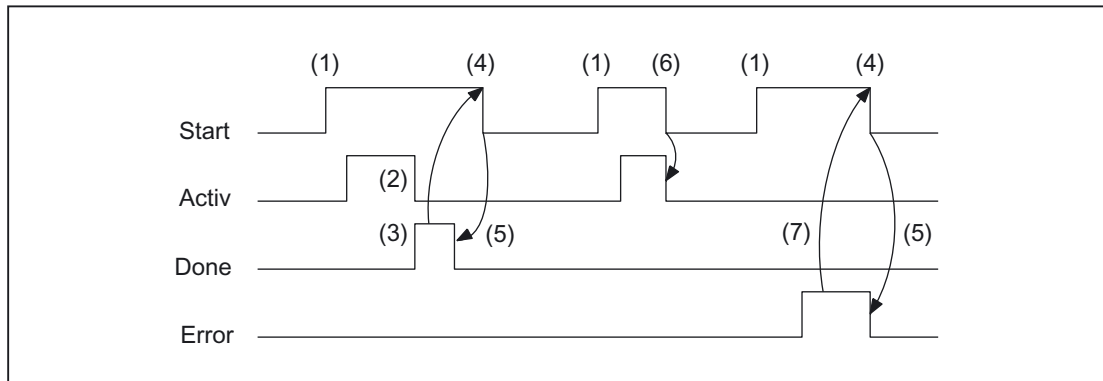 (1) (4) (1) (6) (1) (4)
Start
(2)
Activ
(3) (5) (7) (5)
Done
Error